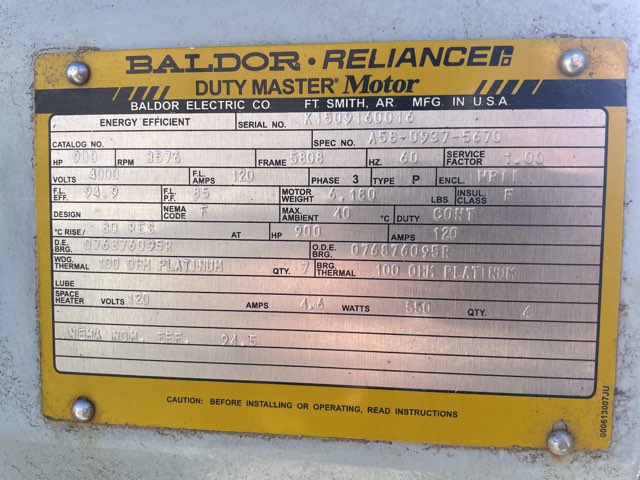 BALDOR · RELIANCE
DUTY MASTER® Motor
BALDOR ELECTRIC CO. FT. SMITH, AR. MFG. IN U.S.A.
ENERGY EFFICIENT SERIAL NO. X1509160016
CATALOG NO. SPEC NO. A58-0937-5670
HP 900 RPM 3576 FRAME 5808 HZ. 60 SERVICE FACTOR 1.00
VOLTS 4000 F.L. AMPS 120 PHASE 3 TYPE P ENCL. WPII
F.L. EFF. 94.9 F.L. P.F. 85 MOTOR WEIGHT 6,180 LBS INSUL. CLASS F
DESIGN - NEMA CODE F MAX. AMBIENT 40 °C DUTY CONT
°C RISE/ 80 RES AT HP 900 AMPS 120
D.E. BRG. 076876095R O.D.E. BRG. 076876095R
WDG. THERMAL 100 OHM PLATINUM QTY. 7 BRG. THERMAL 100 OHM PLATINUM
LUBE
SPACE HEATER VOLTS 120 AMPS 4.6 WATTS 550 QTY. 4
NEMA NOM. EFF. 94.5
CAUTION: BEFORE INSTALLING OR OPERATING, READ INSTRUCTIONS
000613007JU